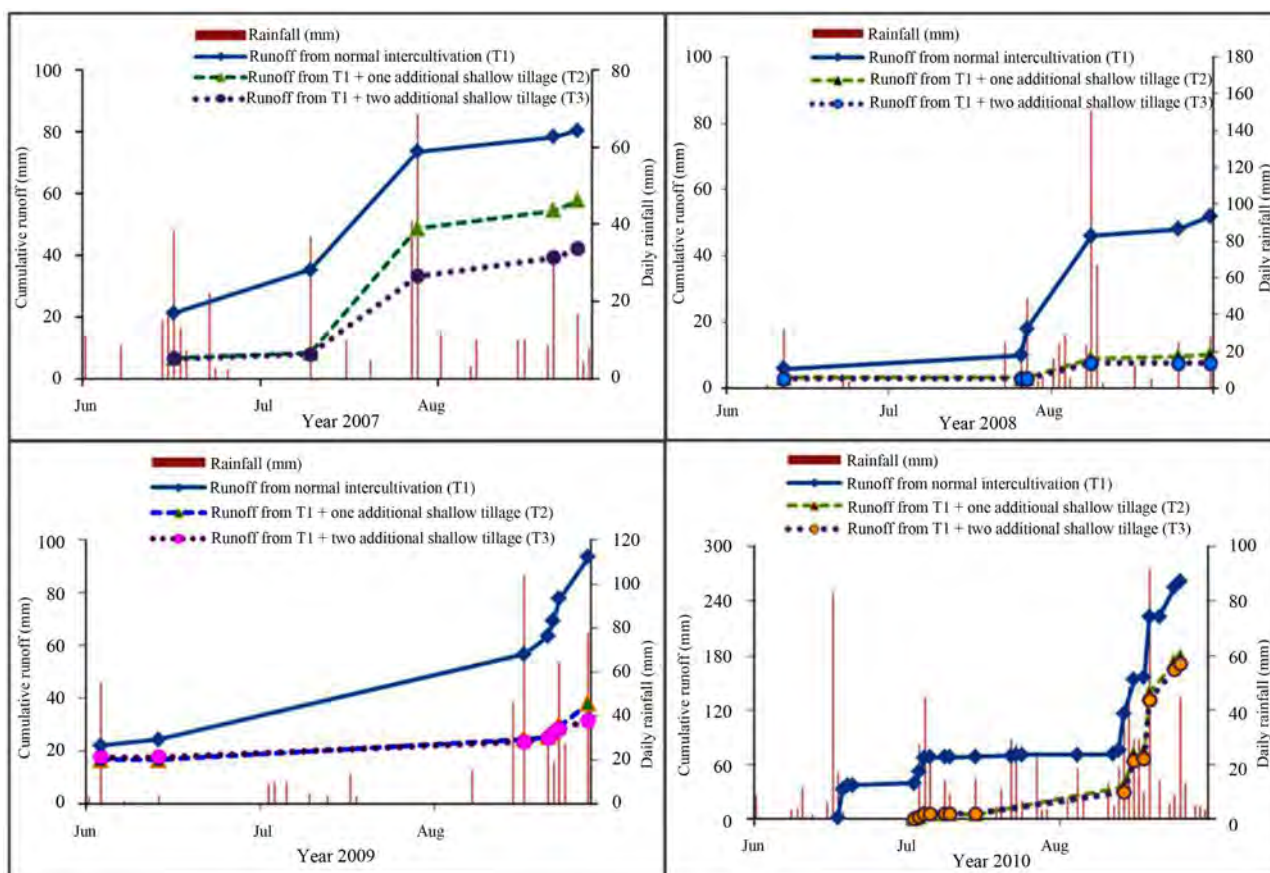 Rainfall (mm)
Runoff from normal intercultivation (T1)
Runoff from T1 + one additional shallow tillage (T2)
Runoff from T1 + two additional shallow tillage (T3)
100
80
60
40
20
0
Cumulative runoff (mm)
80
60
40
20
0
Daily rainfall (mm)
Jun
Jul
Aug
Year 2007
Rainfall (mm)
Runoff from normal intercultivation (T1)
Runoff from T1 + one additional shallow tillage (T2)
Runoff from T1 + two additional shallow tillage (T3)
100
80
60
40
20
0
Cumulative runoff (mm)
180
160
140
120
100
80
60
40
20
0
Daily rainfall (mm)
Jun
Jul
Aug
Year 2008
Rainfall (mm)
Runoff from normal intercultivation (T1)
Runoff from T1 + one additional shallow tillage (T2)
Runoff from T1 + two additional shallow tillage (T3)
100
80
60
40
20
0
Cumulative runoff (mm)
120
100
80
60
40
20
0
Daily rainfall (mm)
Jun
Jul
Aug
Year 2009
Rainfall (mm)
Runoff from normal intercultivation (T1)
Runoff from T1 + one additional shallow tillage (T2)
Runoff from T1 + two additional shallow tillage (T3)
300
240
180
120
60
0
Cumulative runoff (mm)
100
80
60
40
20
0
Daily rainfall (mm)
Jun
Jul
Aug
Year 2010